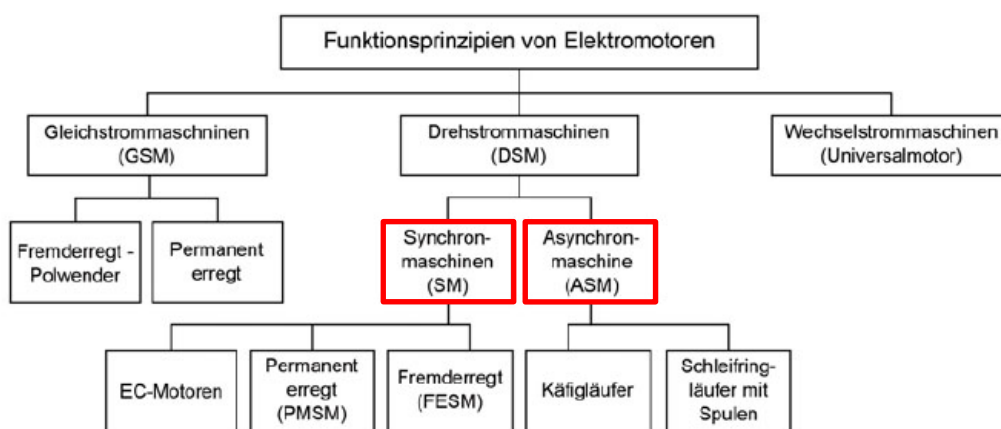 Funktionsprinzipien von Elektromotoren
Gleichstrommaschninen
(GSM)
Drehstrommaschinen
(DSM)
Wechselstrommaschinen
(Universalmotor)
Fremderregt -
Polwender
Permanent
erregt
Synchron-
maschinen
(SM)
Asynchron-
maschine
(ASM)
EC-Motoren
Permanent
erregt
(PMSM)
Fremderregt
(FESM)
Käfigläufer
Schleifring-
läufer mit
Spulen